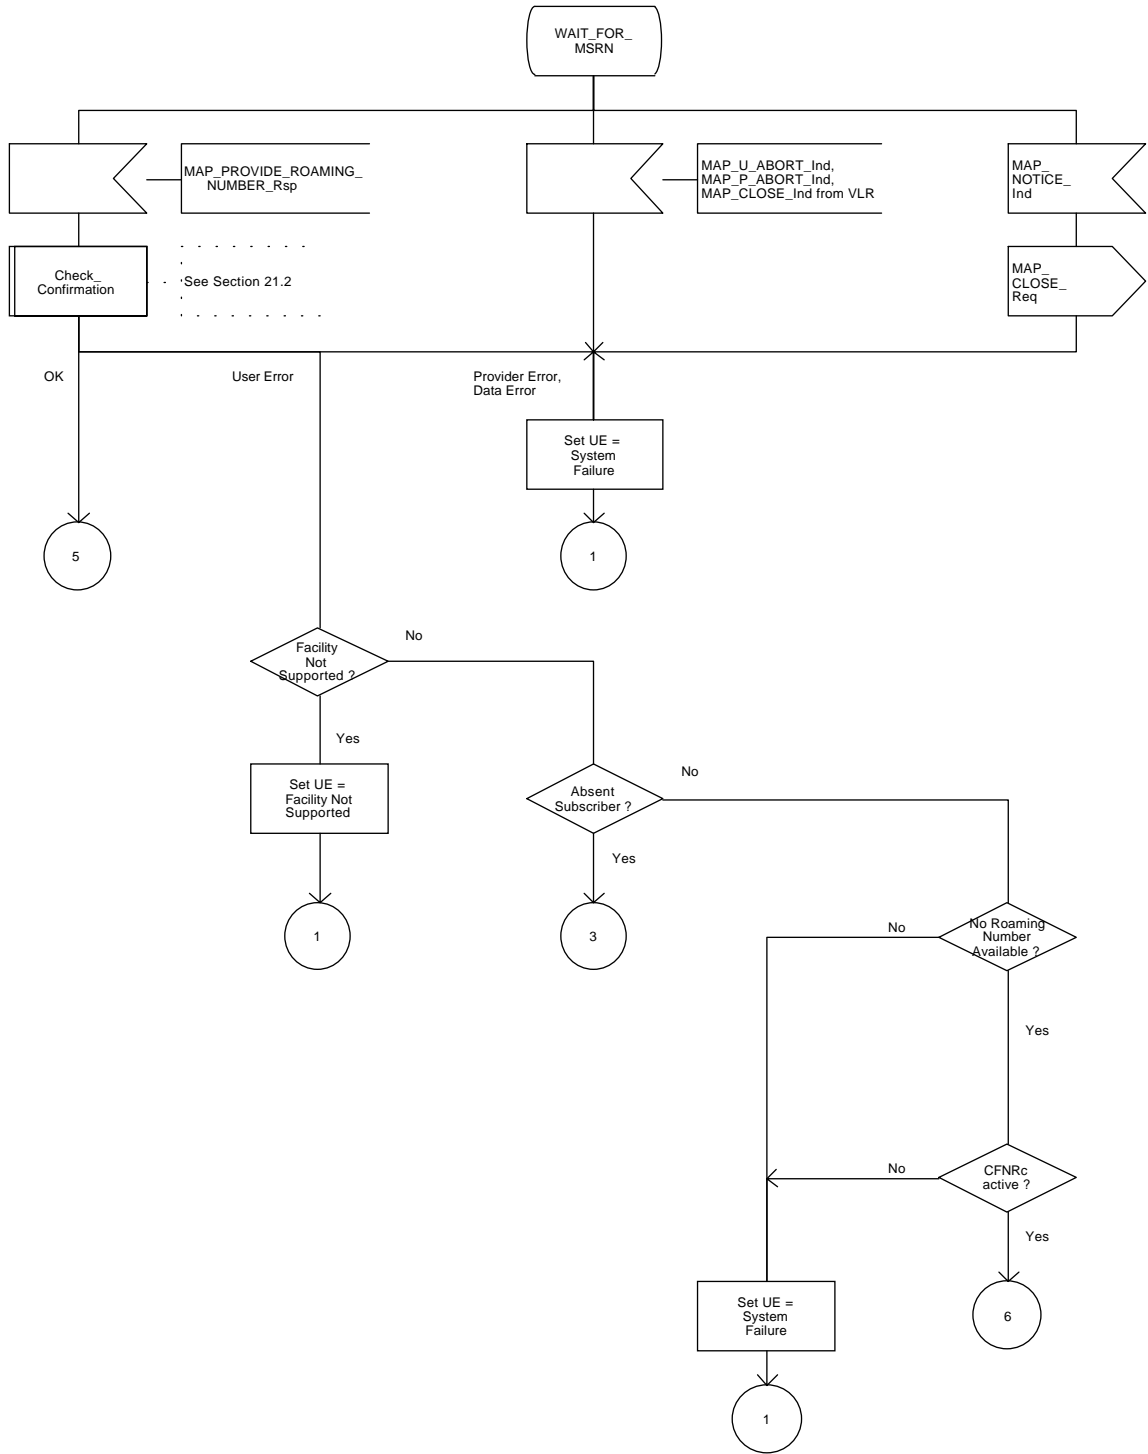 WAIT_FOR_
MSRN
MAP_PROVIDE_ROAMING_
NUMBER_Rsp
MAP_U_ABORT_Ind,
MAP_P_ABORT_Ind,
MAP_CLOSE_Ind from VLR
MAP_
NOTICE_
Ind
Check_
Confirmation
See Section 21.2
MAP_
CLOSE_
Req
OK
User Error
Provider Error,
Data Error
Set UE =
System
Failure
5
1
Facility
Not
Supported ?
No
Yes
Set UE =
Facility Not
Supported
Absent
Subscriber ?
No
Yes
1
3
No Roaming
Number
Available ?
No
Yes
CFNRc
active ?
No
Yes
Set UE =
System
Failure
6
1